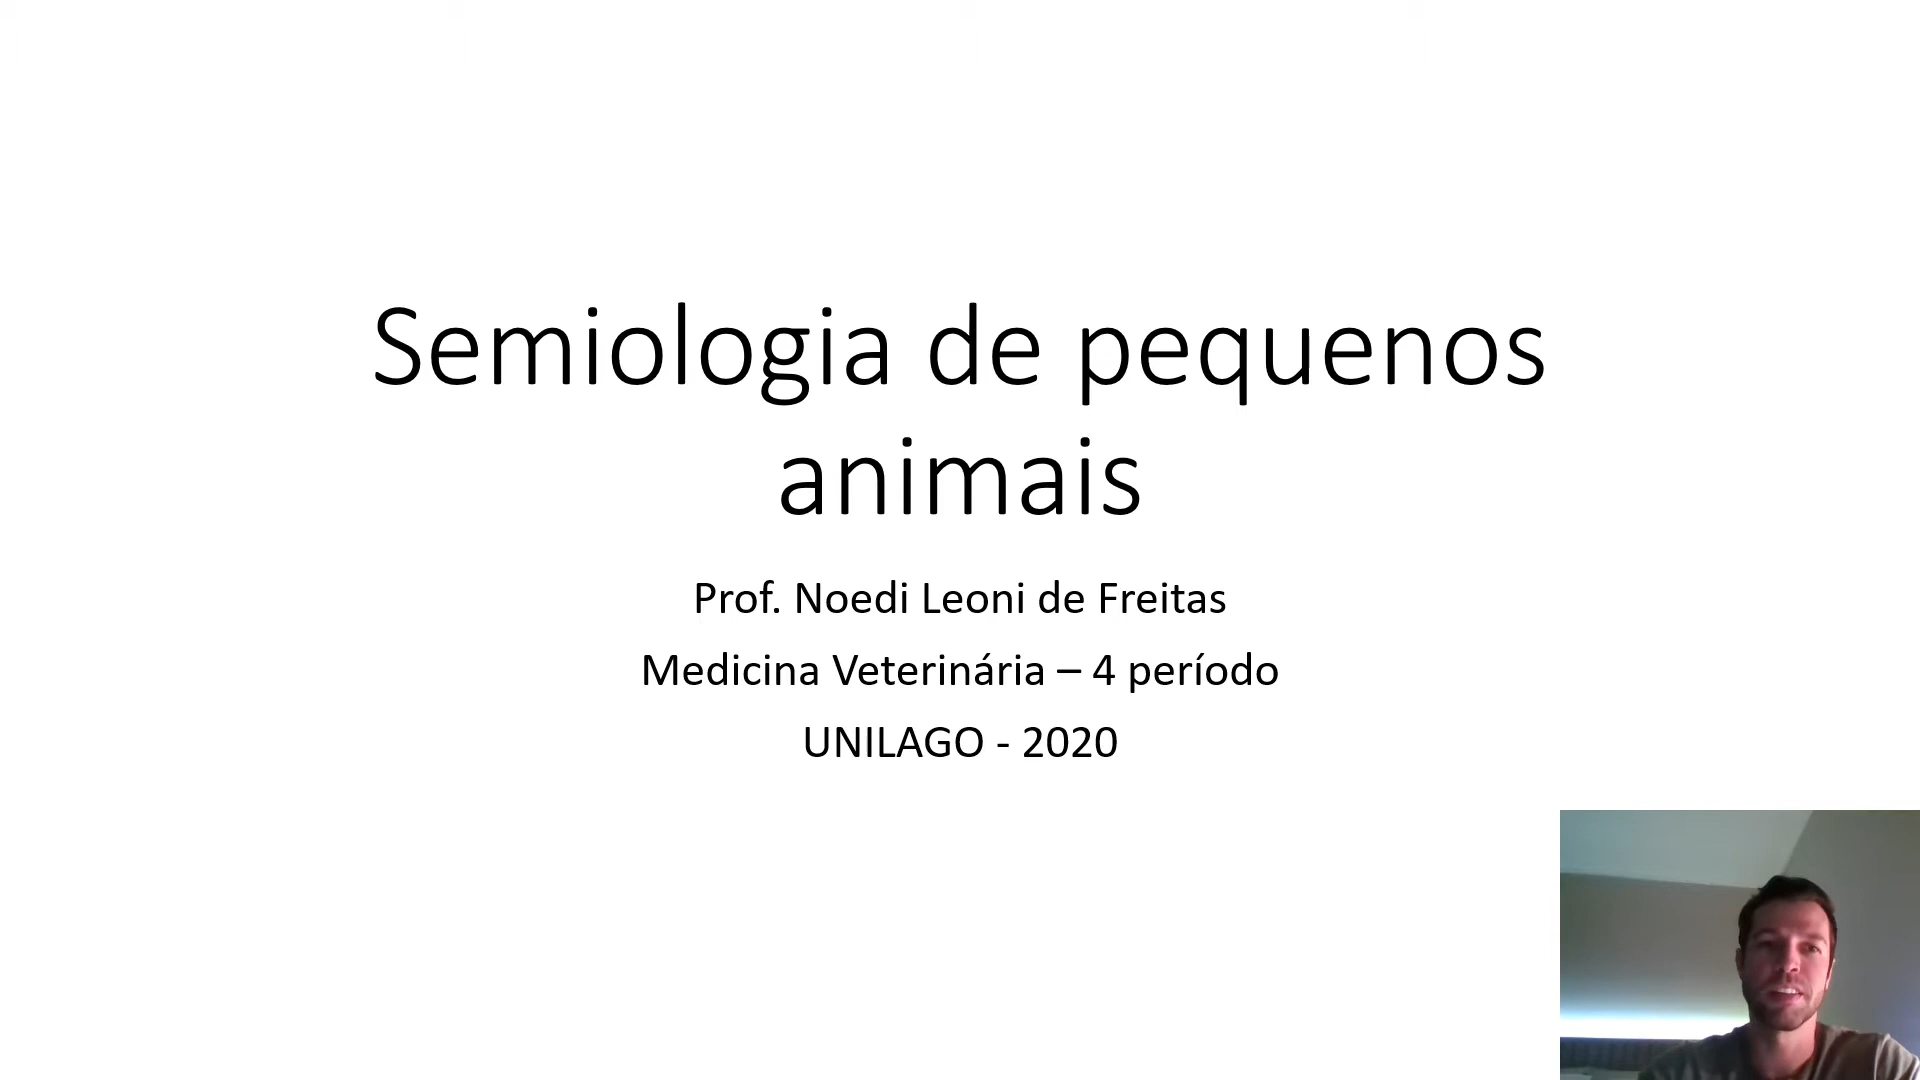 Semiologia de pequenos
animais
Prof. Noedi Leoni de Freitas
Medicina Veterinária – 4 período
UNILAGO - 2020